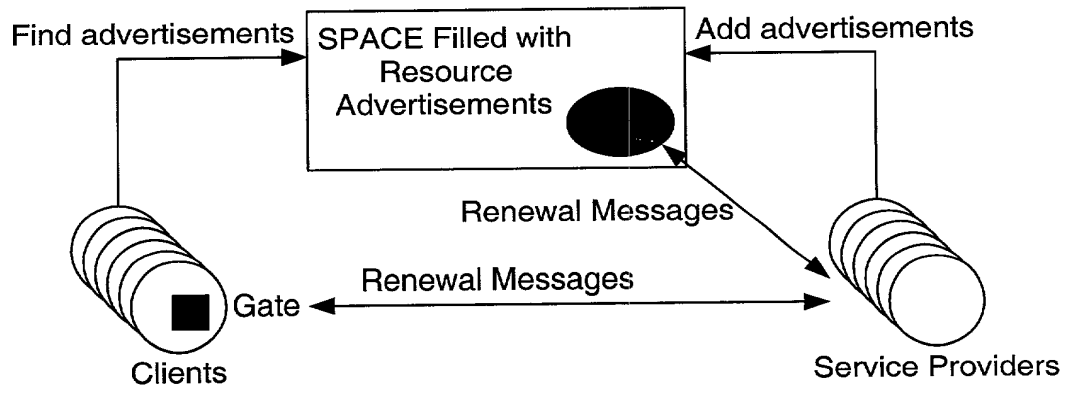 Find advertisements
SPACE Filled with
Resource
Advertisements
Add advertisements
Renewal Messages
Renewal Messages
Gate
Clients
Service Providers